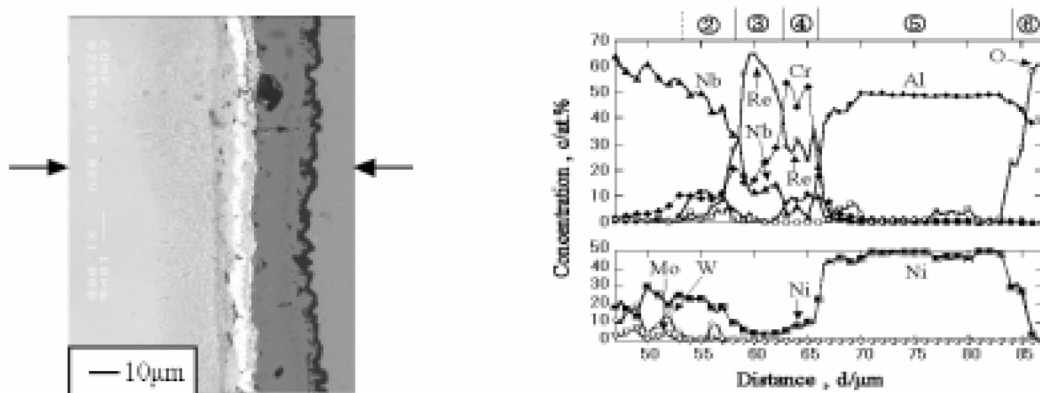 10μm
② ③ ④ ⑤ ⑥
70
60
50
40
30
20
10
0
Nb
Re
Nb
Cr
Re
Al
O
50
40
30
20
10
0
Mo
W
Ni
Ni
50 55 60 65 70 75 80 85
Concentration , c/at.%
Distance , d/μm